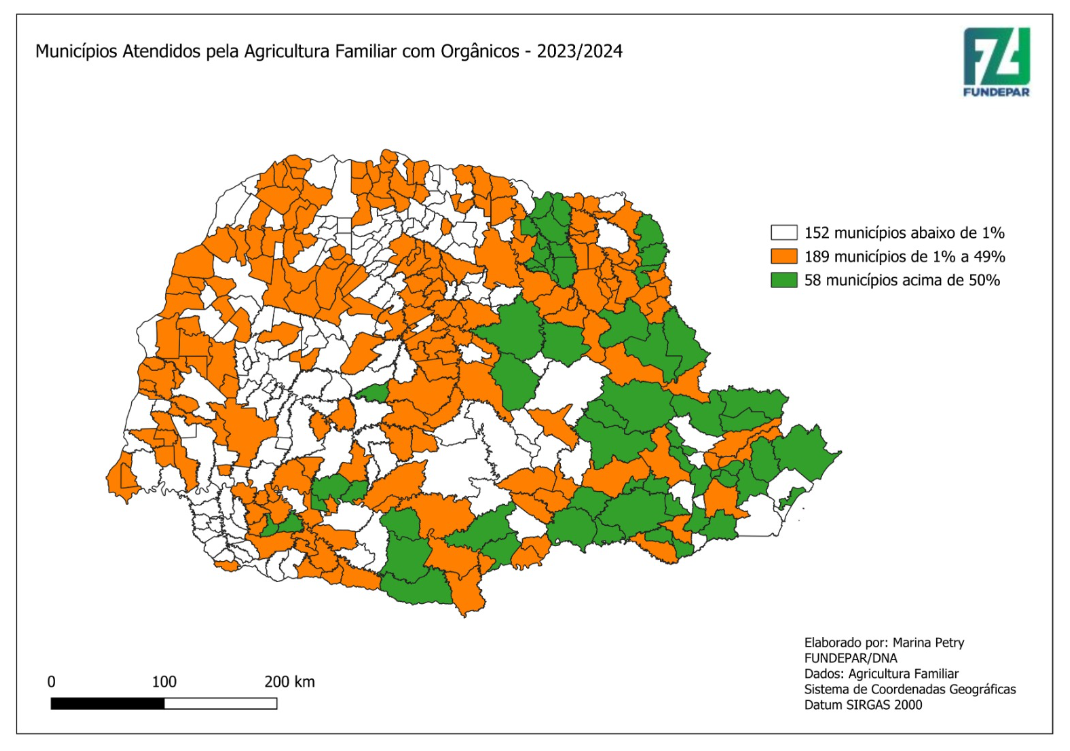 Municípios Atendidos pela Agricultura Familiar com Orgânicos - 2023/2024
FUNDEPAR
152 municípios abaixo de 1%
189 municípios de 1% a 49%
58 municípios acima de 50%
Elaborado por: Marina Petry
FUNDEPAR/DNA
Dados: Agricultura Familiar
Sistema de Coordenadas Geográficas
Datum SIRGAS 2000
0 100 200 km